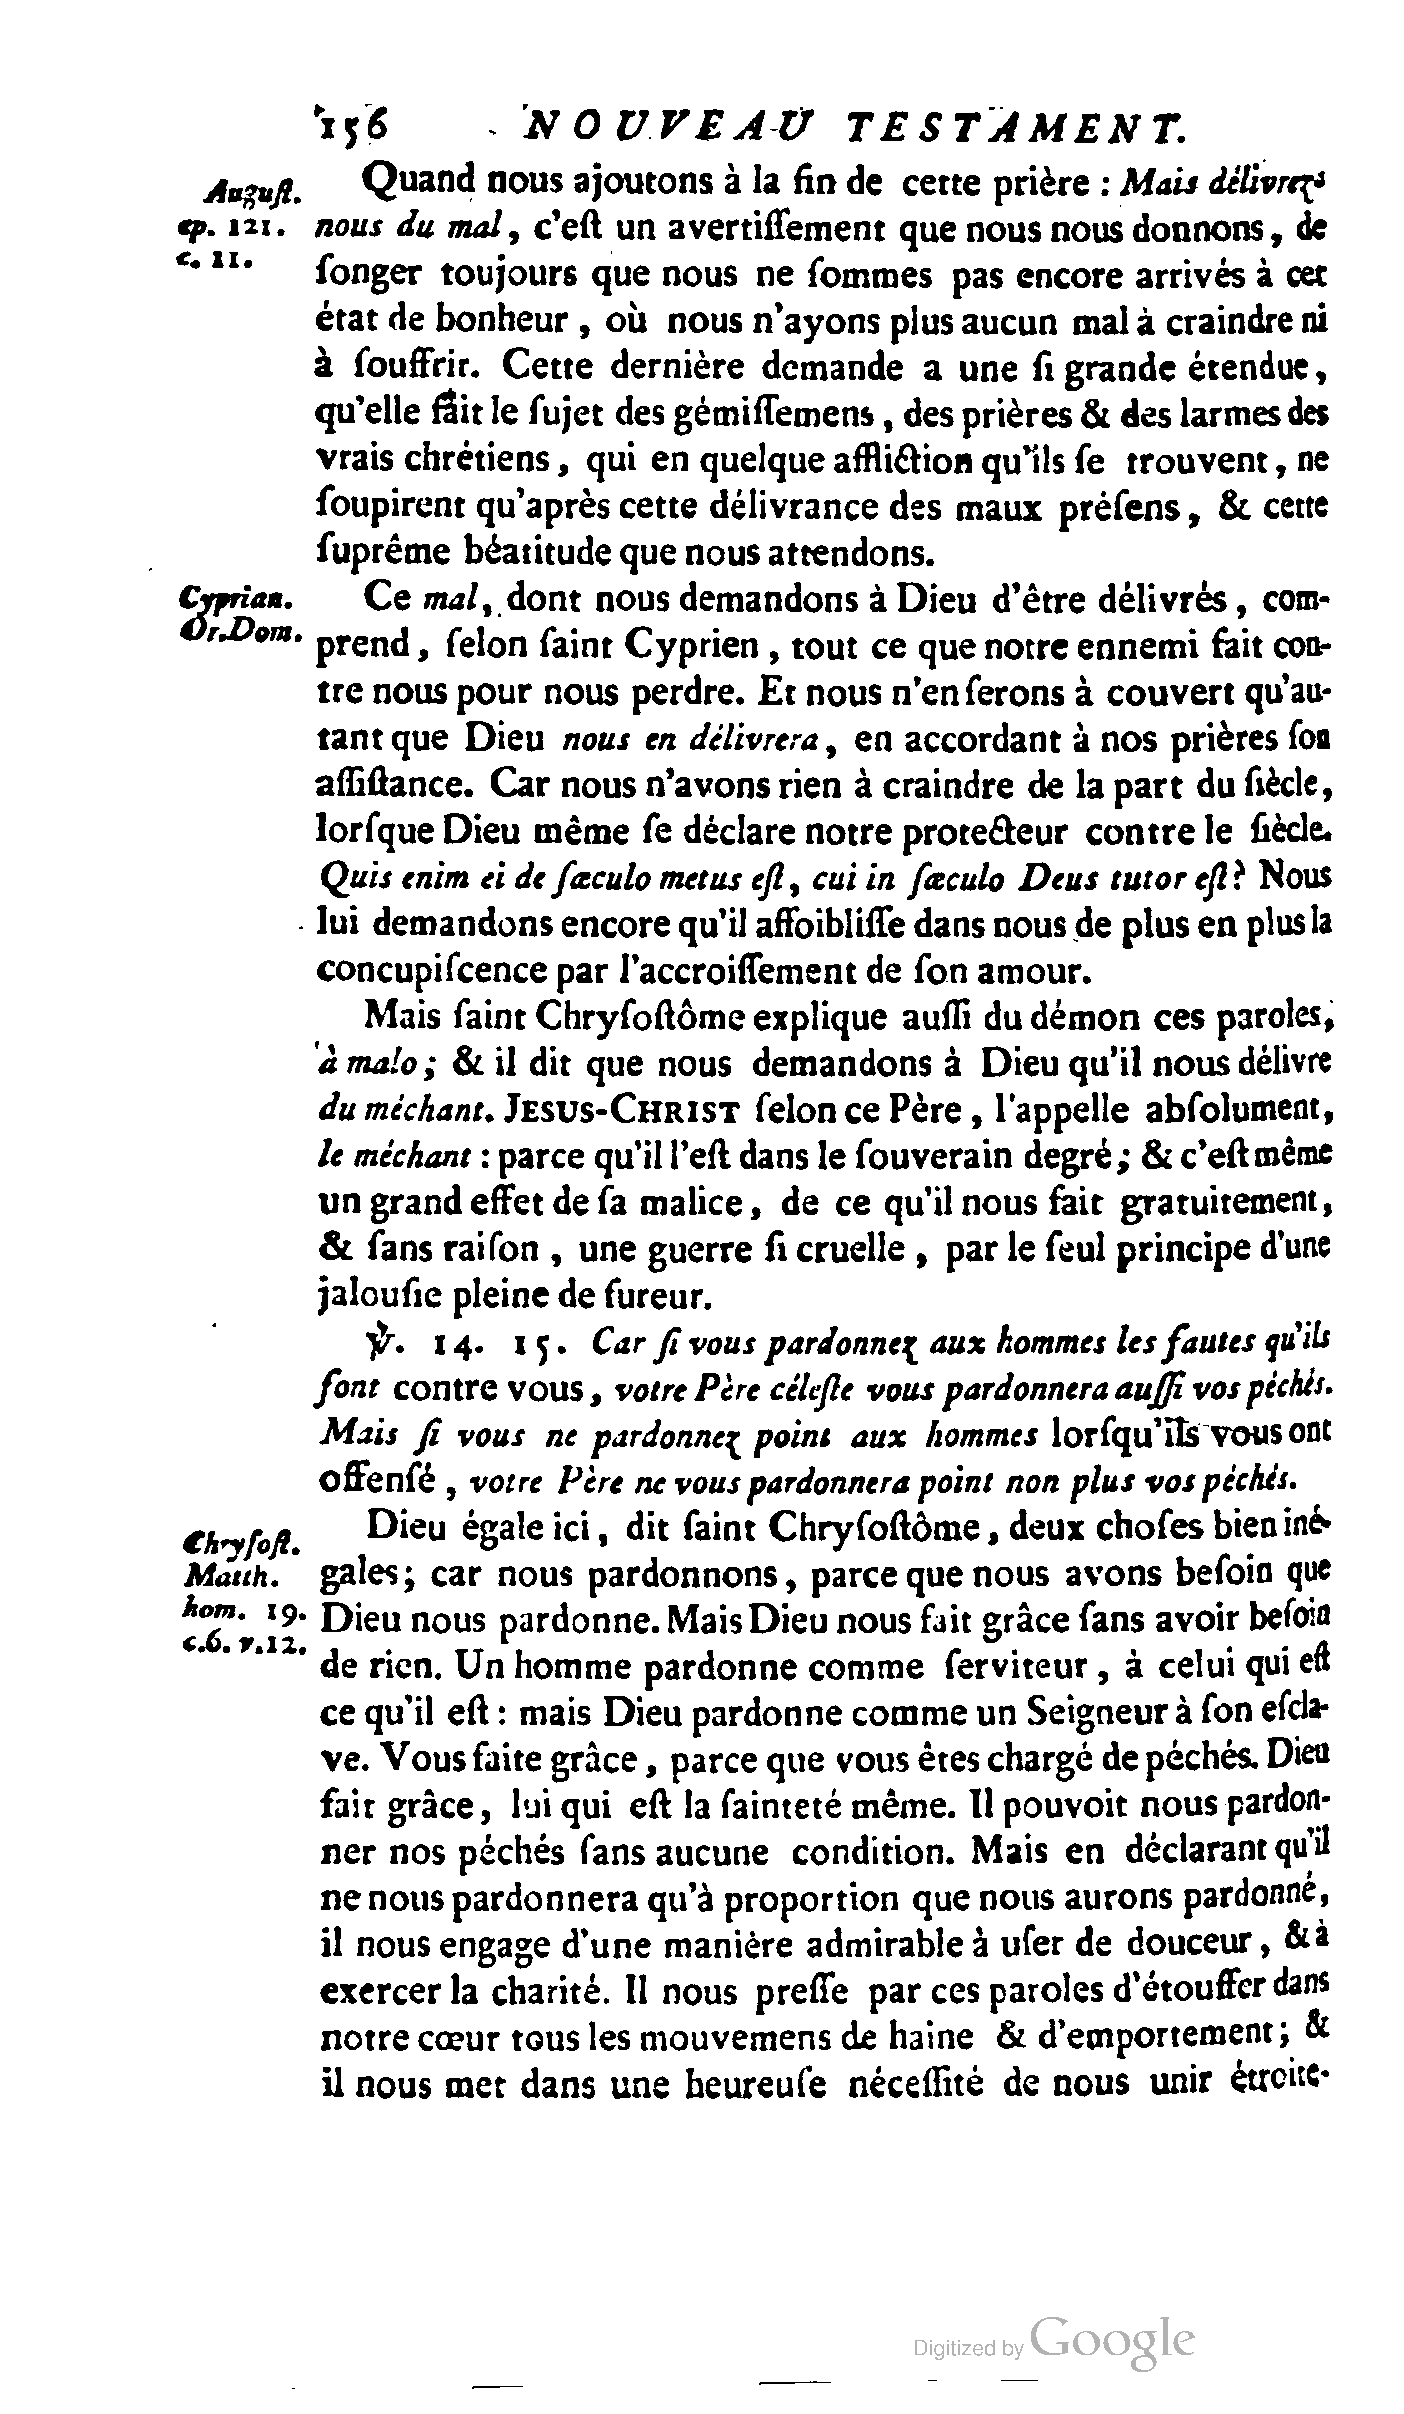 156 NOUVEAU TESTAMENT.
Auguſt.
ep. 121.
c. 11.
Quand nous ajoutons à la fin de cette prière : Mais délivrez-
nous du mal, c'eſt un avertiſſement que nous nous donnons, de
ſonger toujours que nous ne ſommes pas encore arrivés à cet
état de bonheur, où nous n'ayons plus aucun mal à craindre ni
à ſouffrir. Cette dernière demande a une ſi grande étendue,
qu'elle fait le ſujet des gémiſſemens, des prières & des larmes des
vrais chrétiens, qui en quelque affliction qu'ils ſe trouvent, ne
ſoupirent qu'après cette délivrance des maux préſens, & cette
ſuprême béatitude que nous attendons.
Cyprian.
Or. Dom.
Ce mal, dont nous demandons à Dieu d'être délivrés, com-
prend, ſelon ſaint Cyprien, tout ce que notre ennemi fait con-
tre nous pour nous perdre. Et nous n'en ſerons à couvert qu'au-
tant que Dieu nous en délivrera, en accordant à nos prières ſon
aſſiſtance. Car nous n'avons rien à craindre de la part du ſiècle,
lorſque Dieu même ſe déclare notre protecteur contre le ſiècle.
Quis enim ei de ſæculo metus eſt, cui in ſæculo Deus tutor eſt? Nous
lui demandons encore qu'il affoibliſſe dans nous de plus en plus la
concupiſcence par l'accroiſſement de ſon amour.
Mais ſaint Chryſoſtôme explique auſſi du démon ces paroles,
à malo; & il dit que nous demandons à Dieu qu'il nous délivre
du méchant. JESUS-CHRIST ſelon ce Père, l'appelle abſolument,
le méchant : parce qu'il l'eſt dans le ſouverain degré; & c'eſt même
un grand effet de ſa malice, de ce qu'il nous fait gratuitement,
& ſans raiſon, une guerre ſi cruelle, par le ſeul principe d'une
jalouſie pleine de fureur.
℣. 14. 15. Car ſi vous pardonnez aux hommes les fautes qu'ils
font contre vous, votre Père céleſte vous pardonnera auſſi vos péchés.
Mais ſi vous ne pardonnez point aux hommes lorſqu'ils vous ont
offenſé, votre Père ne vous pardonnera point non plus vos péchés.
Chryſoſt.
Matth.
hom. 19.
c.6. v.12.
Dieu égale ici, dit ſaint Chryſoſtôme, deux choſes bien iné-
gales; car nous pardonnons, parce que nous avons beſoin que
Dieu nous pardonne. Mais Dieu nous fait grâce ſans avoir beſoin
de rien. Un homme pardonne comme ſerviteur, à celui qui eſt
ce qu'il eſt : mais Dieu pardonne comme un Seigneur à ſon eſcla-
ve. Vous faite grâce, parce que vous êtes chargé de péchés. Dieu
fait grâce, lui qui eſt la ſainteté même. Il pouvoit nous pardon-
ner nos péchés ſans aucune condition. Mais en déclarant qu'il
ne nous pardonnera qu'à proportion que nous aurons pardonné,
il nous engage d'une manière admirable à uſer de douceur, & à
exercer la charité. Il nous preſſe par ces paroles d'étouffer dans
notre cœur tous les mouvemens de haine & d'emportement; &
il nous met dans une heureuſe néceſſité de nous unir étroite-
Digitized by Google